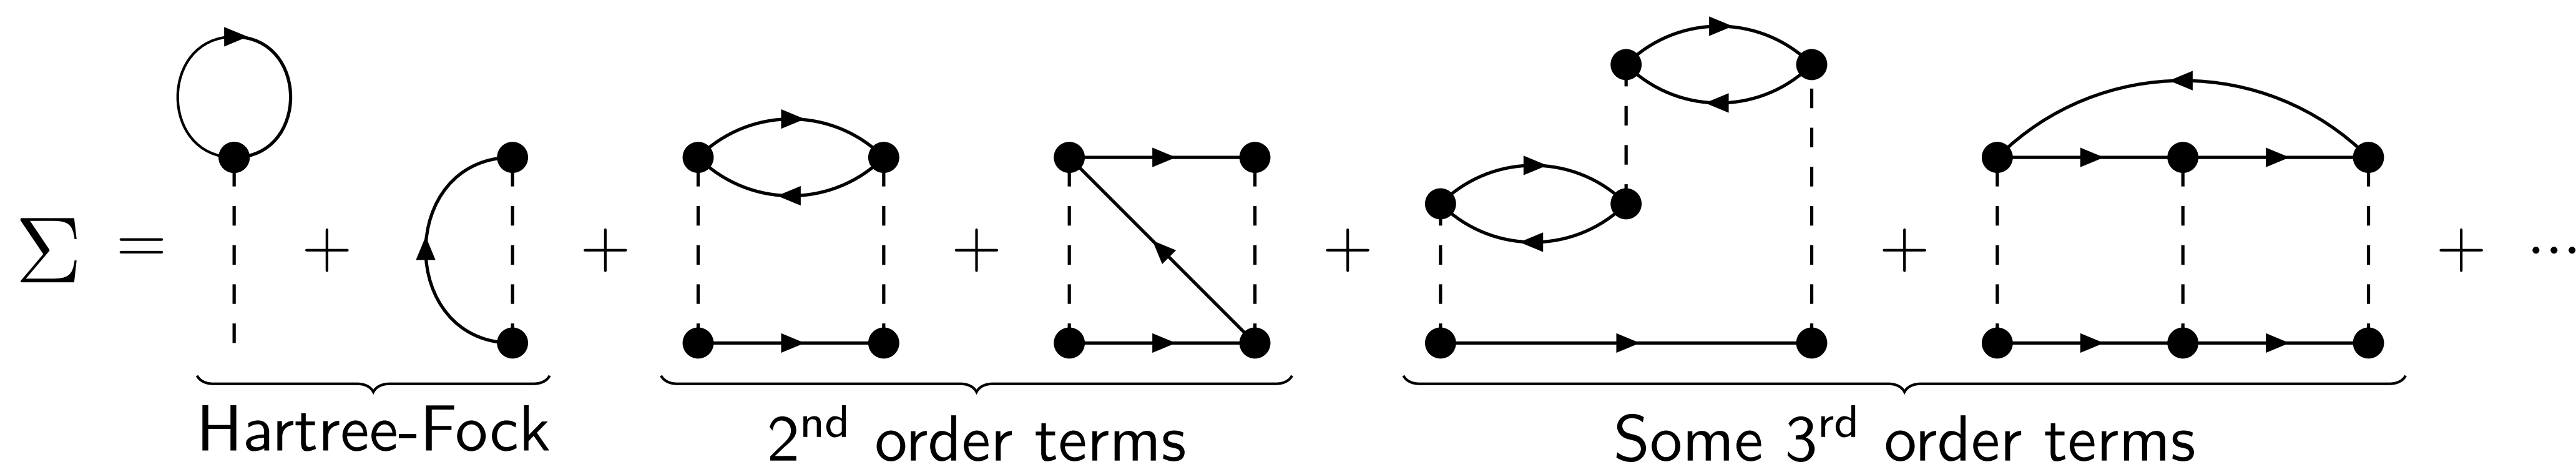 Σ = + + + + + + ...
Hartree-Fock 2nd order terms Some 3rd order terms